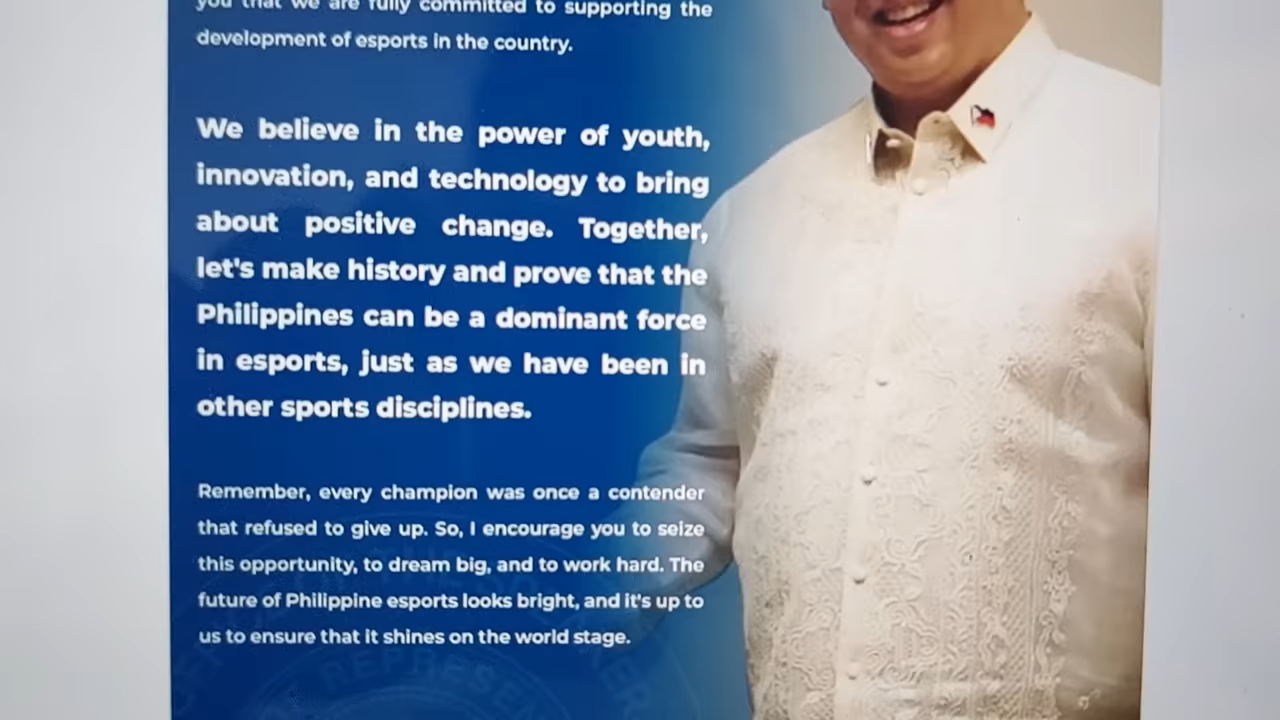 you that we are fully committed to supporting the
development of esports in the country.
We believe in the power of youth,
innovation, and technology to bring
about positive change. Together,
let's make history and prove that the
Philippines can be a dominant force
in esports, just as we have been in
other sports disciplines.
Remember, every champion was once a contender
that refused to give up. So, I encourage you to seize
this opportunity, to dream big, and to work hard. The
future of Philippine esports looks bright, and it's up to
us to ensure that it shines on the world stage.